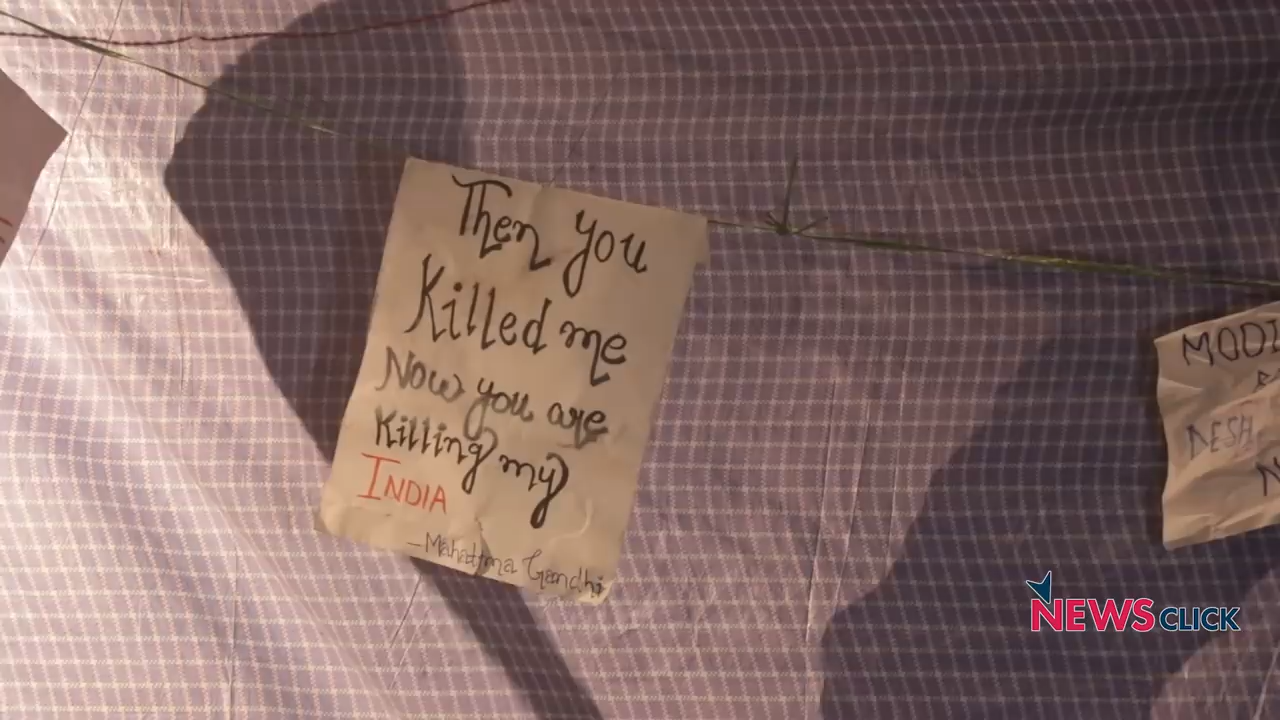 Then you
Killed me
Now you are
Killing my
INDIA
-Mahatma Gandhi
MODI
DESH
NEWSCLICK